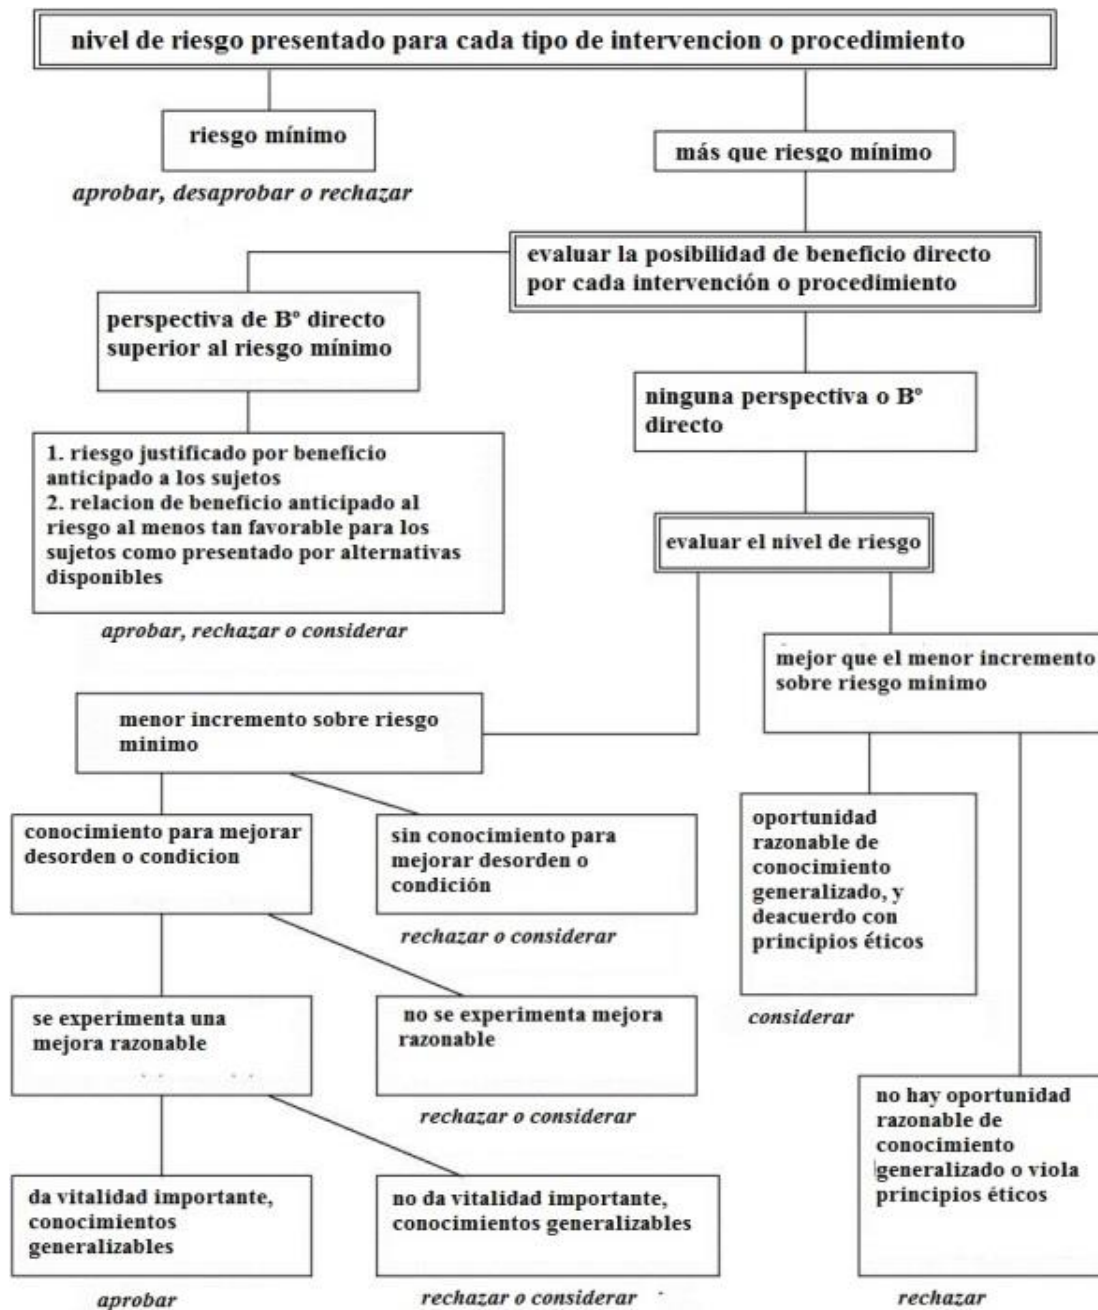 nivel de riesgo presentado para cada tipo de intervencion o procedimiento
riesgo mínimo
aprobar, desaprobar o rechazar
más que riesgo mínimo
evaluar la posibilidad de beneficio directo
por cada intervención o procedimiento
perspectiva de Bº directo
superior al riesgo mínimo
ninguna perspectiva o Bº
directo
1. riesgo justificado por beneficio
anticipado a los sujetos
2. relacion de beneficio anticipado al
riesgo al menos tan favorable para los
sujetos como presentado por alternativas
disponibles
aprobar, rechazar o considerar
evaluar el nivel de riesgo
mejor que el menor incremento
sobre riesgo minimo
menor incremento sobre riesgo
minimo
conocimiento para mejorar
desorden o condicion
sin conocimiento para
mejorar desorden o
condición
rechazar o considerar
oportunidad
razonable de
conocimiento
generalizado, y
deacuerdo con
principios éticos
considerar
se experimenta una
mejora razonable
no se experimenta mejora
razonable
rechazar o considerar
no hay oportunidad
razonable de
conocimiento
generalizado o viola
principios éticos
rechazar
da vitalidad importante,
conocimientos
generalizables
aprobar
no da vitalidad importante,
conocimientos generalizables
rechazar o considerar